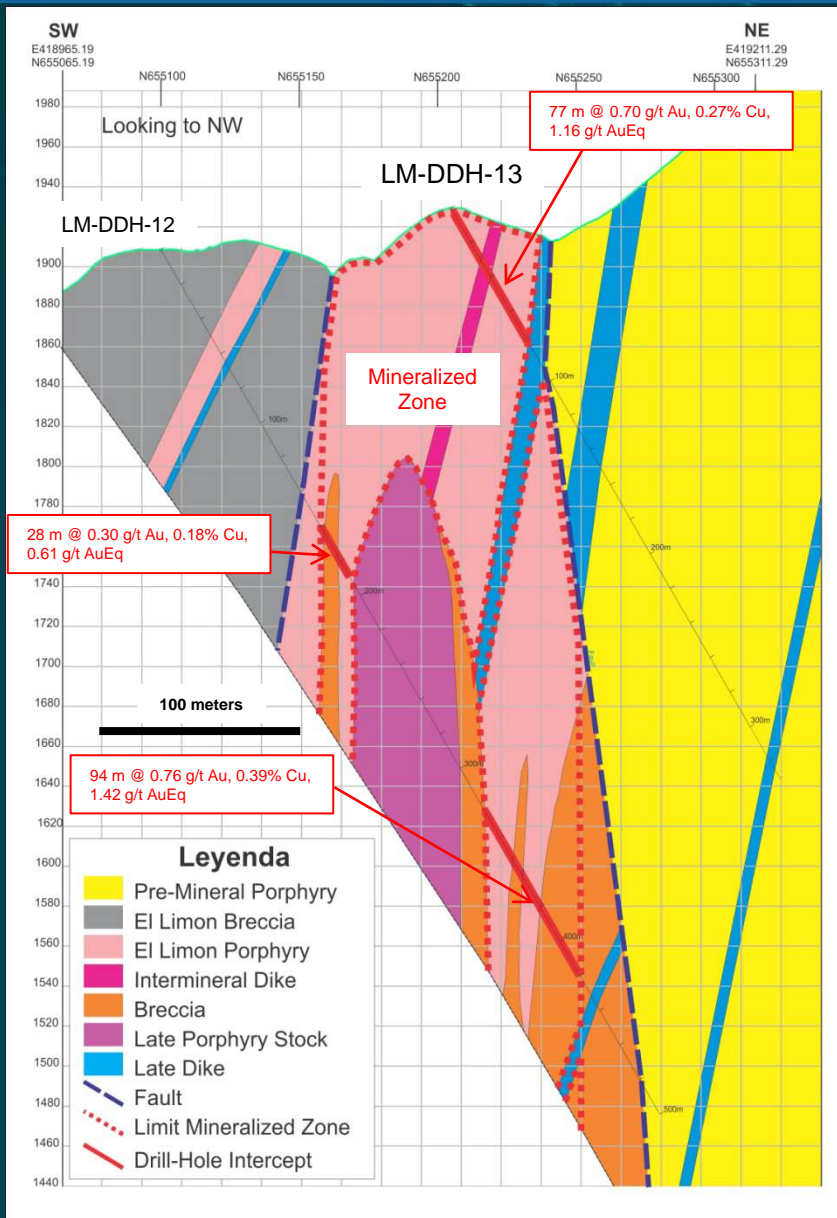 SW
E418965.19
N655065.19
NE
E419211.29
N655311.29
N655100
N655150
N655200
N655250
N655300
1980
1960
1940
1900
1880
1860
1840
1820
1800
1780
1740
1720
1700
1680
1660
1640
1620
1600
1580
1560
1540
1520
1500
1480
1460
1440
Looking to NW
77 m @ 0.70 g/t Au, 0.27% Cu,
1.16 g/t AuEq
LM-DDH-13
LM-DDH-12
Mineralized
Zone
100m
100m
200m
200m
300m
300m
400m
500m
28 m @ 0.30 g/t Au, 0.18% Cu,
0.61 g/t AuEq
100 meters
94 m @ 0.76 g/t Au, 0.39% Cu,
1.42 g/t AuEq
Leyenda
Pre-Mineral Porphyry
El Limon Breccia
El Limon Porphyry
Intermineral Dike
Breccia
Late Porphyry Stock
Late Dike
Fault
Limit Mineralized Zone
Drill-Hole Intercept